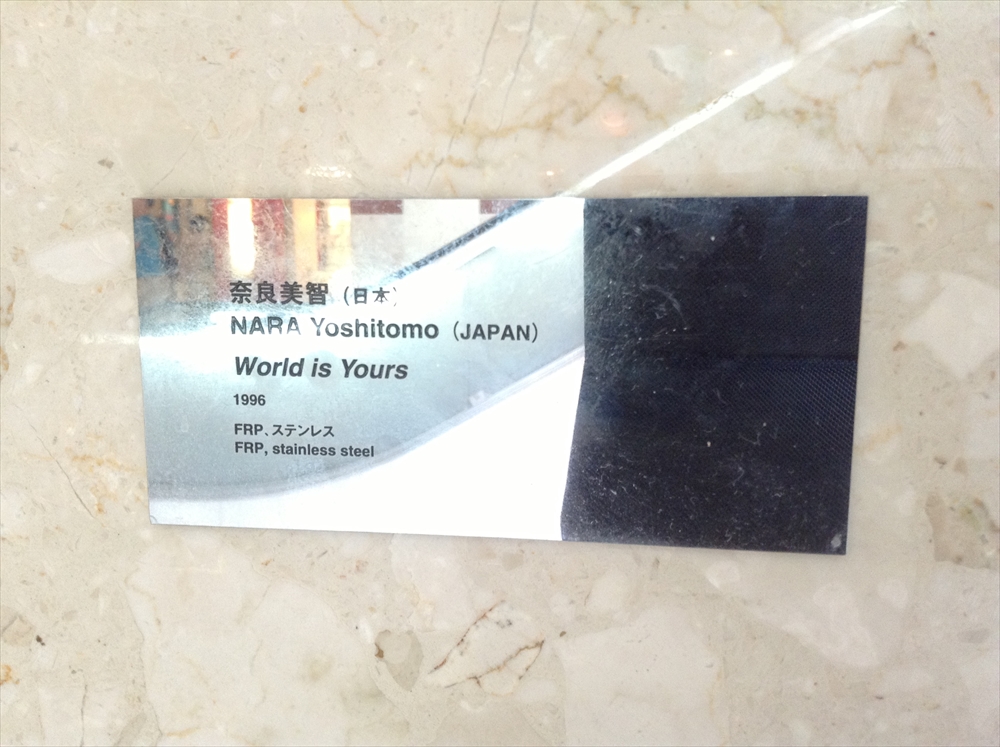 奈良美智（日本）
NARA Yoshitomo（JAPAN）
World is Yours
1996
FRP、ステンレス
FRP, stainless steel